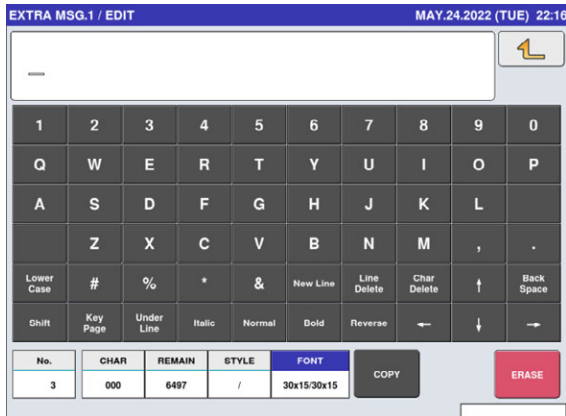 EXTRA MSG.1 / EDIT MAY.24.2022 (TUE) 22:16
_
1 2 3 4 5 6 7 8 9 0
Q W E R T Y U I O P
A S D F G H J K L
Z X C V B N M , .
Lower Case # % * & New Line Line Delete Char Delete ↑ Back Space
Shift Key Page Under Line Italic Normal Bold Reverse ← ↓ →
No. CHAR REMAIN STYLE FONT COPY ERASE
3 000 6497 / 30x15/30x15